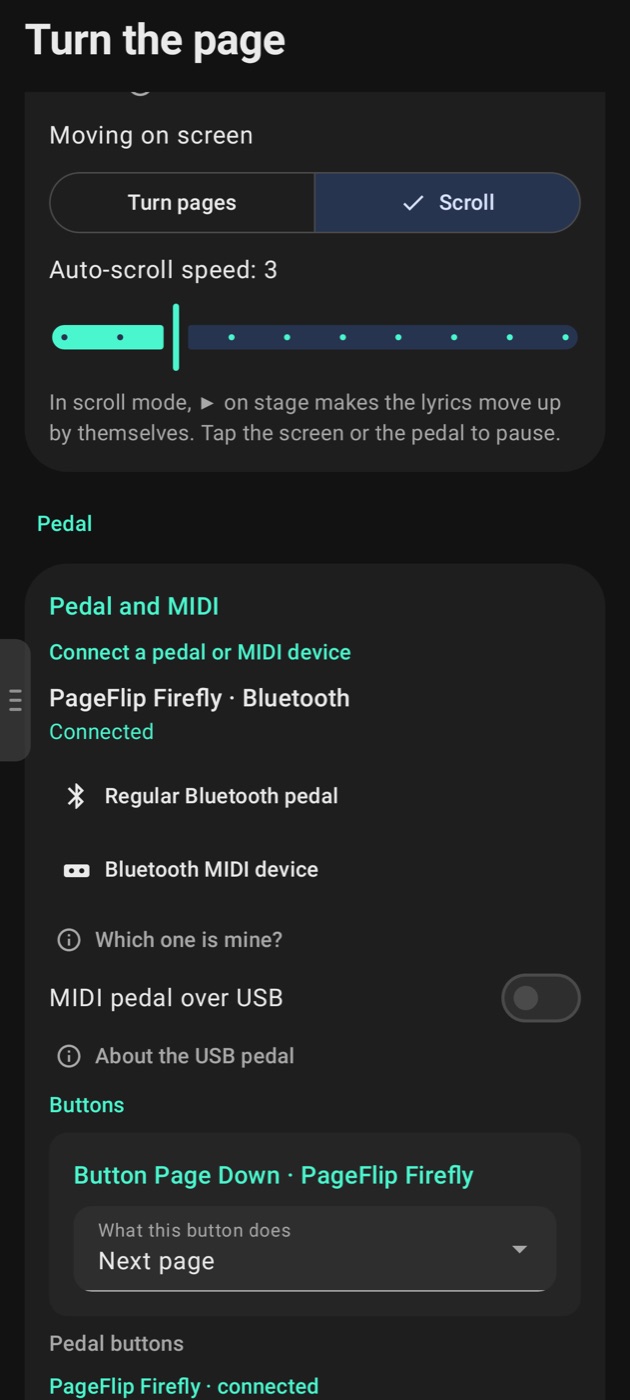 Turn the page
Moving on screen
Turn pages
Scroll
Auto-scroll speed: 3
In scroll mode, ► on stage makes the lyrics move up
by themselves. Tap the screen or the pedal to pause.
Pedal
Pedal and MIDI
Connect a pedal or MIDI device
PageFlip Firefly · Bluetooth
Connected
Regular Bluetooth pedal
Bluetooth MIDI device
Which one is mine?
MIDI pedal over USB
About the USB pedal
Buttons
Button Page Down · PageFlip Firefly
What this button does
Next page
Pedal buttons
PageFlip Firefly · connected